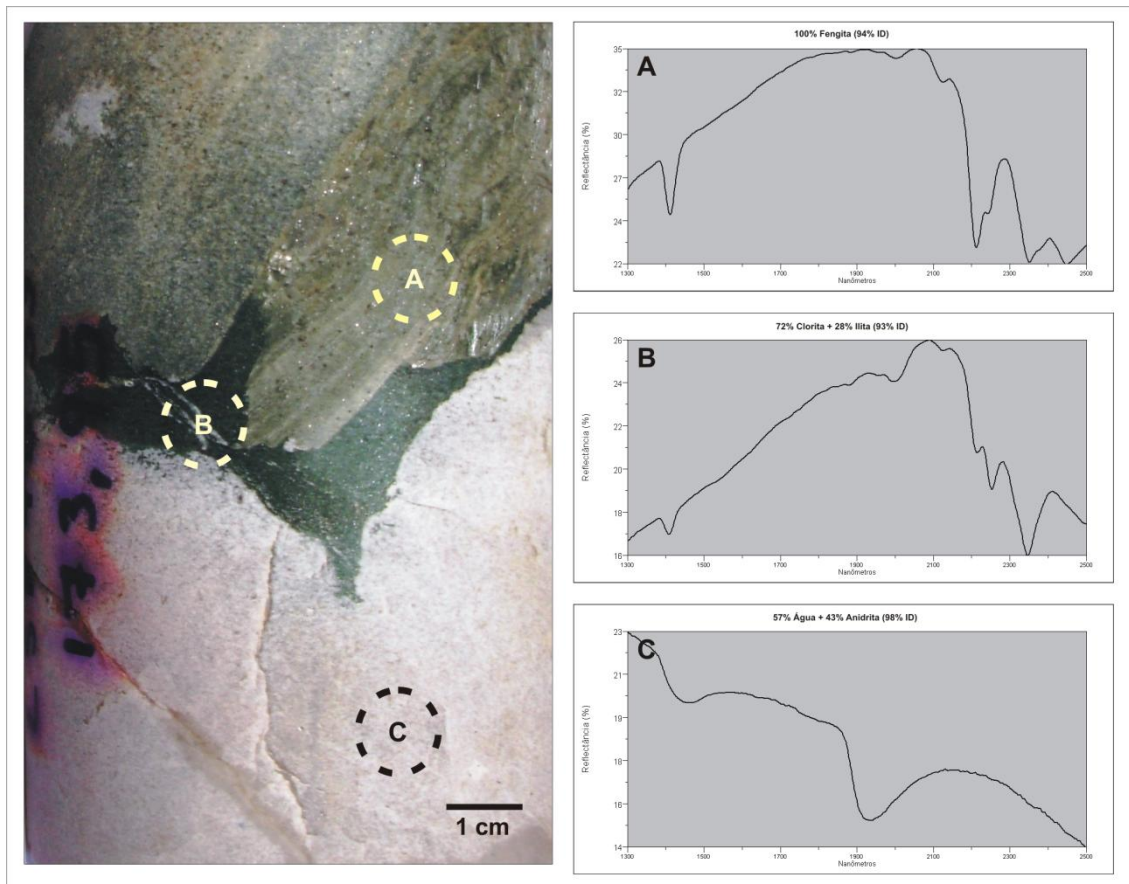 A
B
C
1 cm
100% Fengita (94% ID)
A
35
32
30
27
24
22
Reflectância (%)
1300 1500 1700 1900 2100 2300 2500
Nanômetros
72% Clorita + 28% Ilita (93% ID)
B
26
24
22
20
18
16
Reflectância (%)
1300 1500 1700 1900 2100 2300 2500
Nanômetros
57% Água + 43% Anidrita (98% ID)
C
23
21
19
18
16
14
Reflectância (%)
1300 1500 1700 1900 2100 2300 2500
Nanômetros